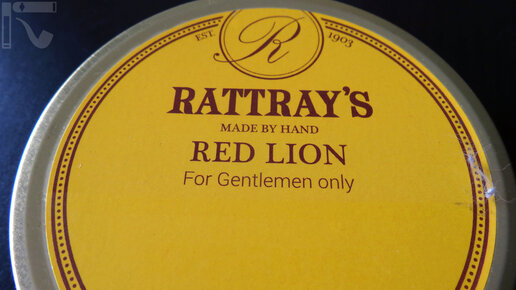 EST. R 1903
RATTRAY'S
MADE BY HAND
RED LION
For Gentlemen only